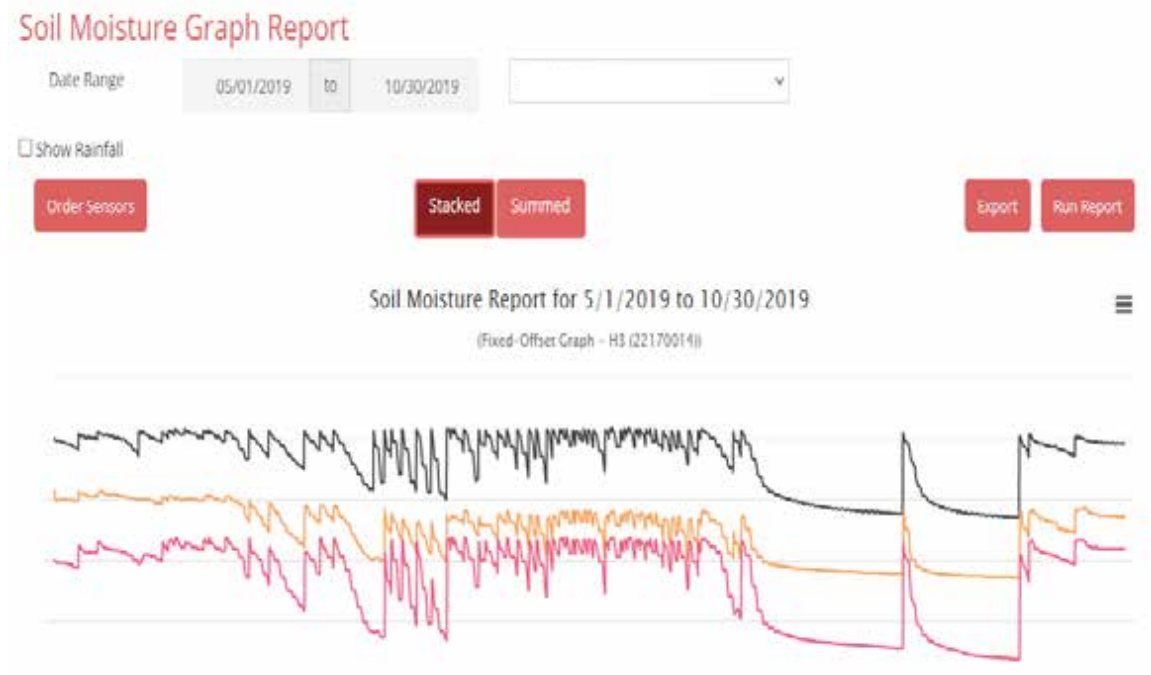 Soil Moisture Graph Report
Date Range 05/01/2019 to 10/30/2019
Show Rainfall
Order Sensors Stacked Summed Export Run Report
Soil Moisture Report for 5/1/2019 to 10/30/2019
(Fixed-Offset Graph - H3 (22170014))